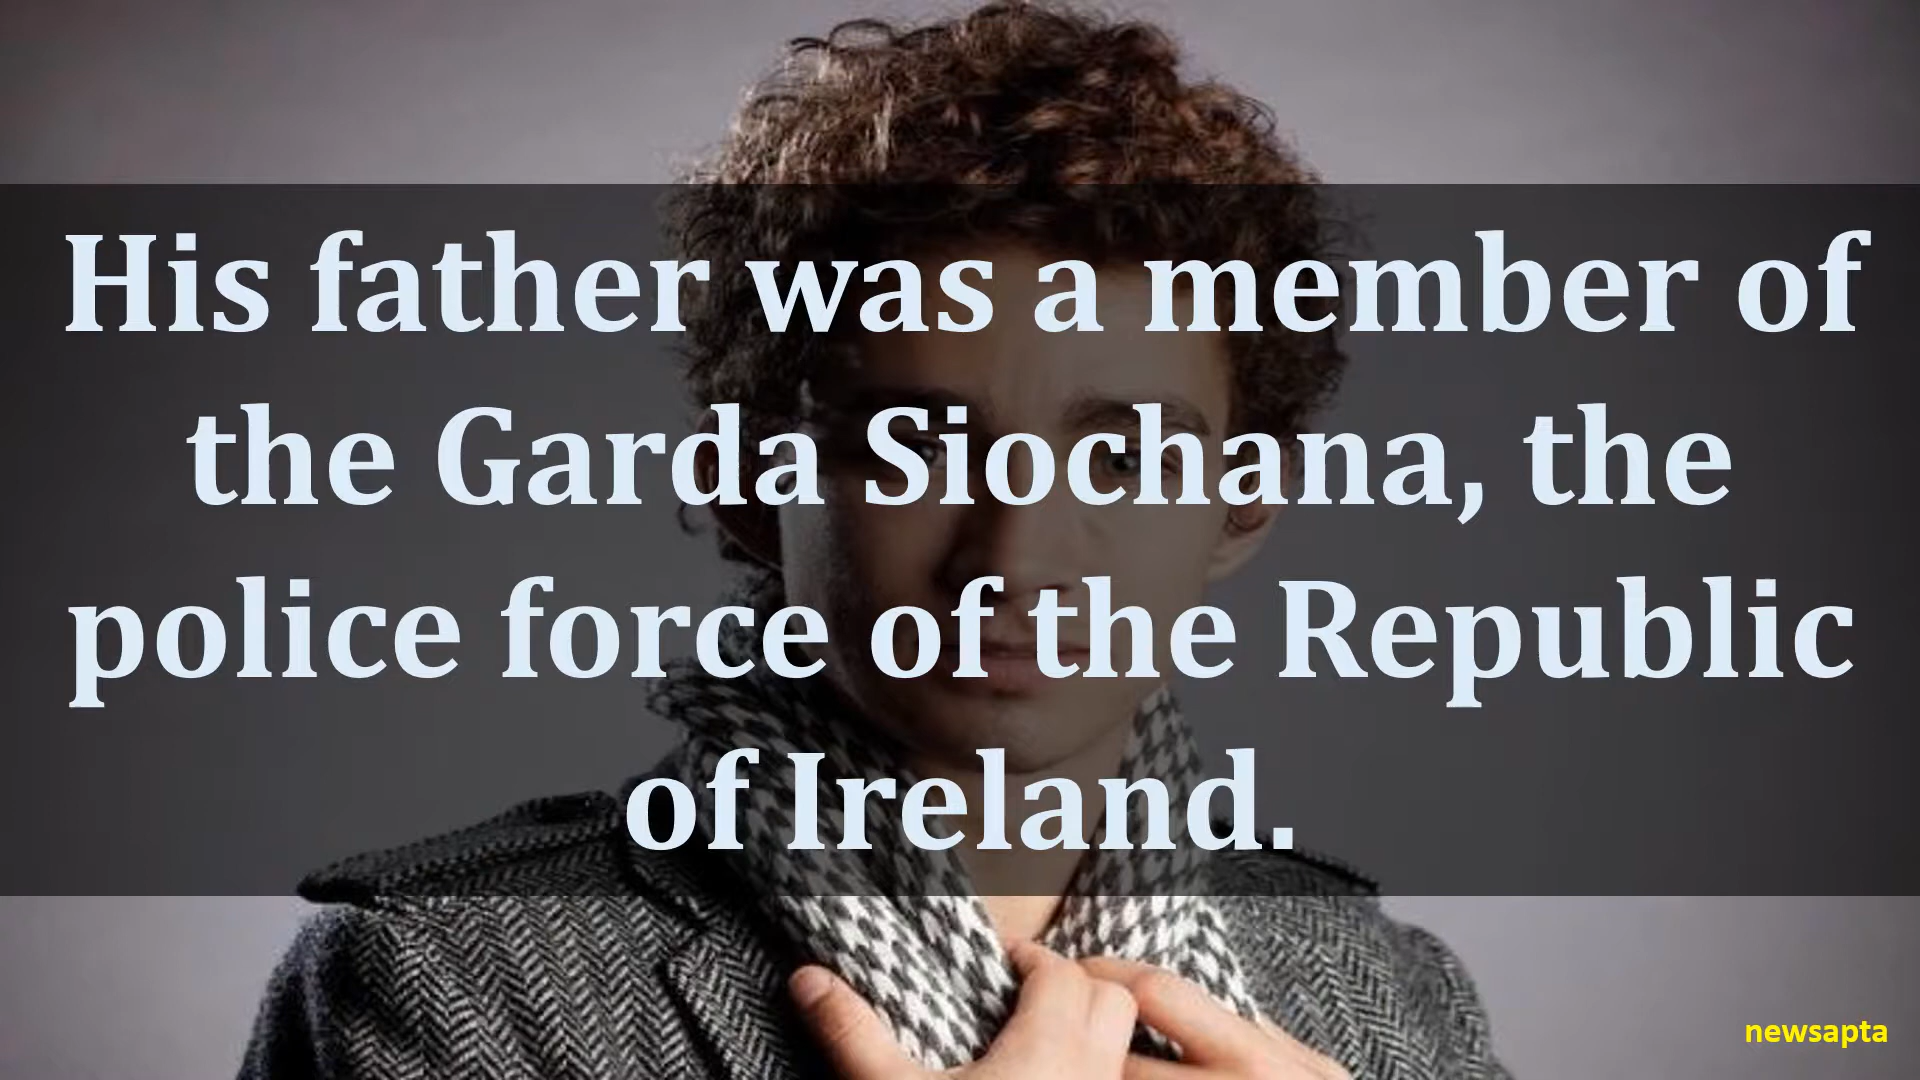 His father was a member of
the Garda Siochana, the
police force of the Republic
of Ireland.
newsapta